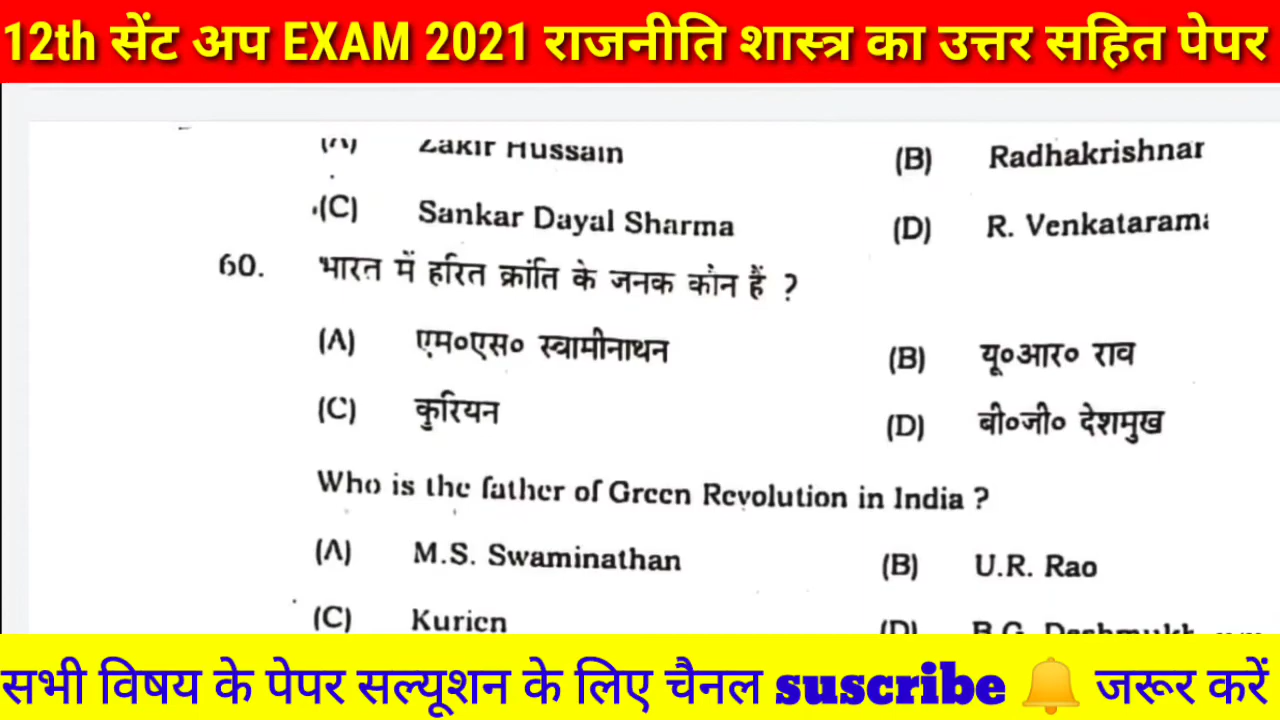 12th सेंट अप EXAM 2021 राजनीति शास्त्र का उत्तर सहित पेपर
(A) Zakir Hussain (B) Radhakrishnan
(C) Sankar Dayal Sharma (D) R. Venkatarama
60. भारत में हरित क्रांति के जनक कौन हैं ?
(A) एम०एस० स्वामीनाथन (B) यू०आर० राव
(C) कुरियन (D) बी०जी० देशमुख
Who is the father of Green Revolution in India ?
(A) M.S. Swaminathan (B) U.R. Rao
(C) Kurien (D) B.G. Deshmukh
सभी विषय के पेपर सल्यूशन के लिए चैनल suscribe जरूर करें